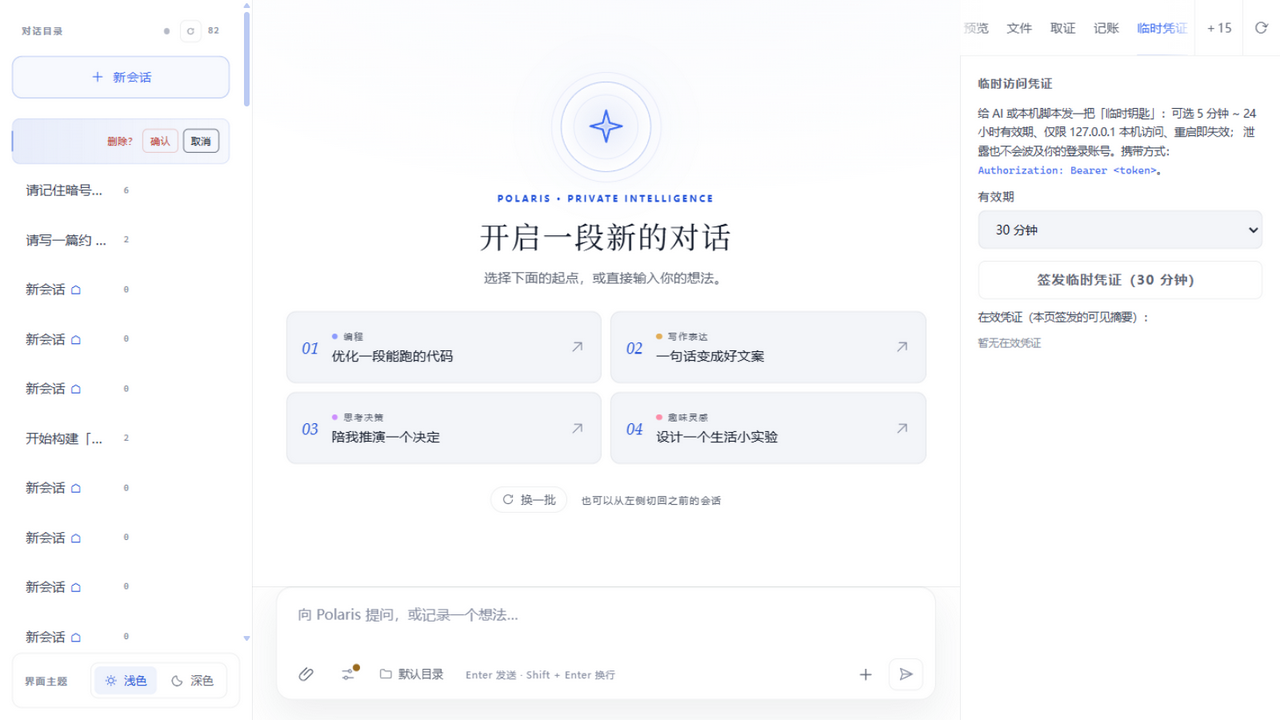 对话目录
82
新会话
删除? 确认 取消
请记住暗号... 6
请写一篇约 ... 2
新会话 0
新会话 0
新会话 0
开始构建「... 2
新会话 0
新会话 0
新会话 0
新会话 0
界面主题 浅色 深色
POLARIS • PRIVATE INTELLIGENCE
开启一段新的对话
选择下面的起点，或直接输入你的想法。
01 编程
优化一段能跑的代码
02 写作表达
一句话变成好文案
03 思考决策
陪我推演一个决定
04 趣味灵感
设计一个生活小实验
换一批 也可以从左侧切回之前的会话
向 Polaris 提问，或记录一个想法...
默认目录 Enter 发送 · Shift + Enter 换行
预览 文件 取证 记账 临时凭证 +15
临时访问凭证
给 AI 或本机脚本发一把「临时钥匙」：可选 5 分钟 ~ 24
小时有效期、仅限 127.0.0.1 本机访问、重启即失效； 泄
露也不会波及你的登录账号。携带方式：
Authorization: Bearer <token>。
有效期
30 分钟
签发临时凭证（30 分钟）
在效凭证（本页签发的可见摘要）：
暂无在效凭证